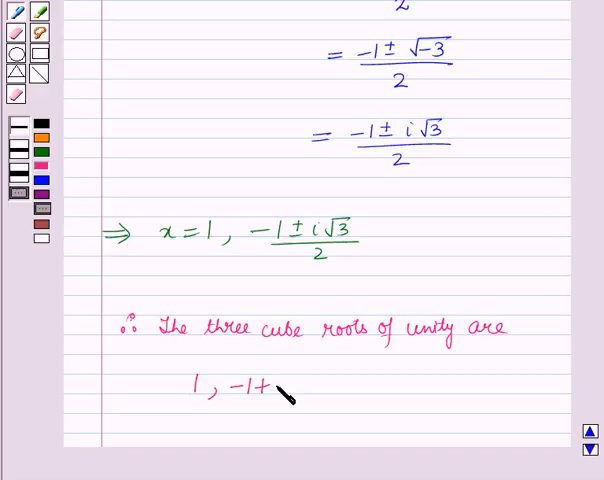 2
= -1 ± √-3 / 2
= -1 ± i√3 / 2
⇒ x = 1, -1 ± i√3 / 2
∴ The three cube roots of unity are
1, -1+